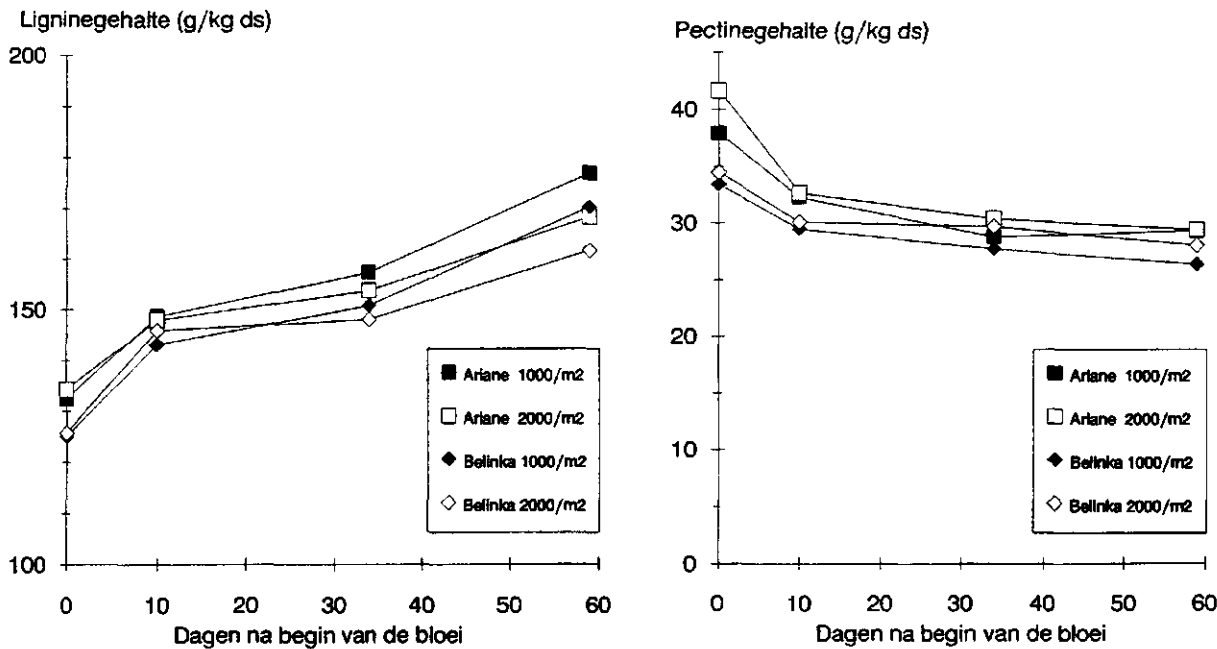 Ligninegehalte (g/kg ds)
200
150
100
0 10 20 30 40 50 60
Dagen na begin van de bloei
Ariane 1000/m2
Ariane 2000/m2
Belinka 1000/m2
Belinka 2000/m2
Pectinegehalte (g/kg ds)
40
30
20
10
0
0 10 20 30 40 50 60
Dagen na begin van de bloei
Ariane 1000/m2
Ariane 2000/m2
Belinka 1000/m2
Belinka 2000/m2